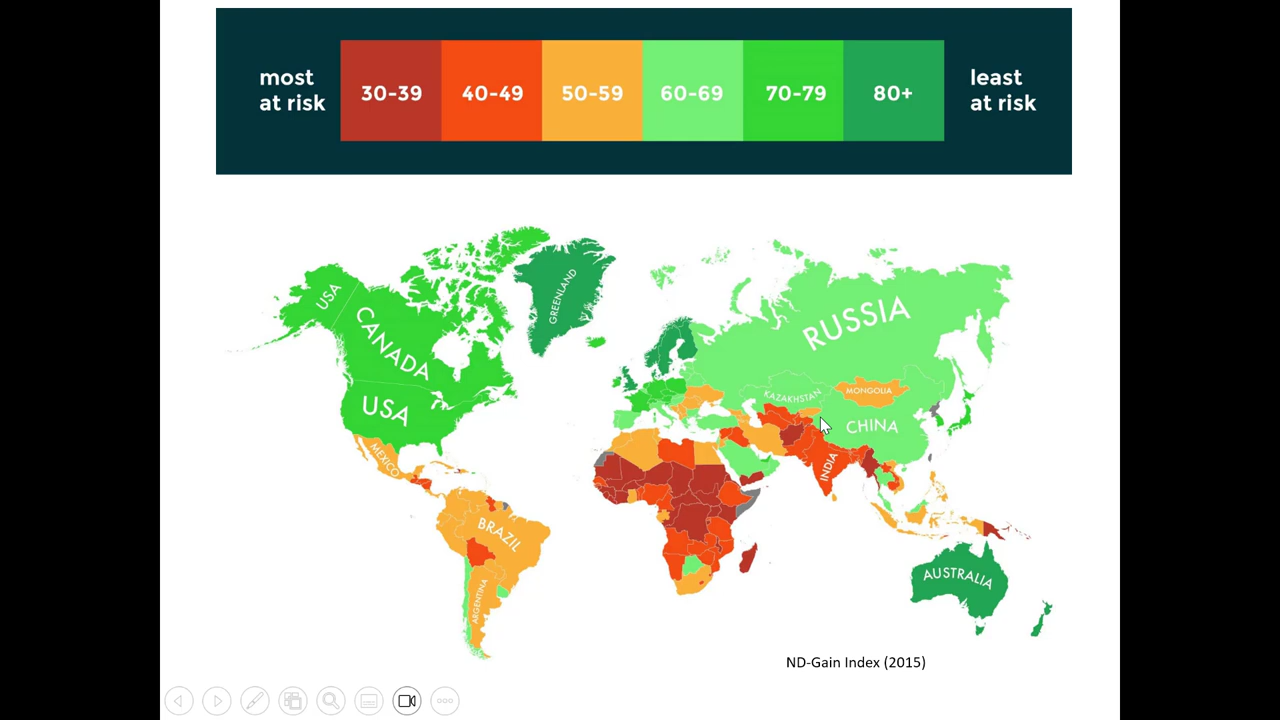 most
at risk
30-39
40-49
50-59
60-69
70-79
80+
least
at risk
GREENLAND
USA
CANADA
RUSSIA
USA
KAZAKHSTAN
MONGOLIA
CHINA
MEXICO
INDIA
BRAZIL
AUSTRALIA
ARGENTINA
ND-Gain Index (2015)